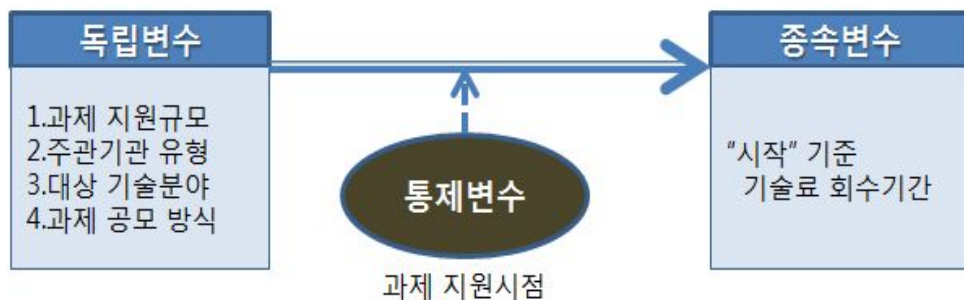 독립변수
1.과제 지원규모
2.주관기관 유형
3.대상 기술분야
4.과제 공모 방식
통제변수
과제 지원시점
종속변수
"시작" 기준
기술료 회수기간